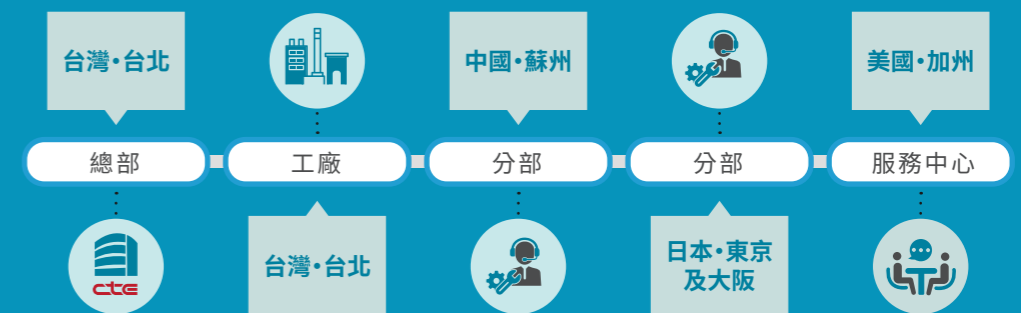 台灣•台北
中國•蘇州
美國•加州
總部
工廠
分部
分部
服務中心
cte
台灣•台北
日本•東京
及大阪